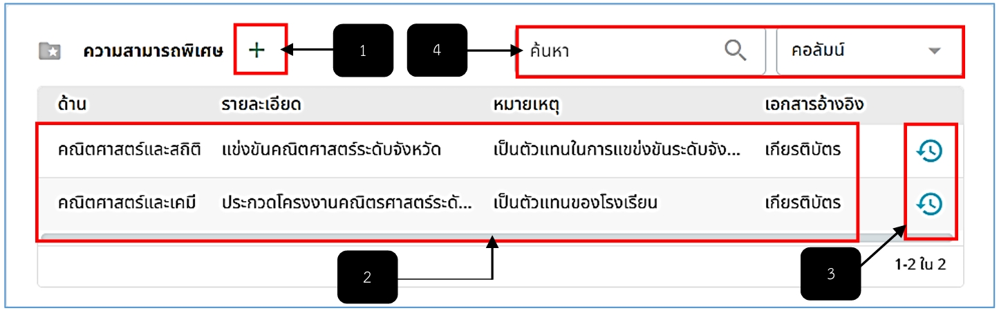 ความสามารถพิเศษ + 1 4 ค้นหา คอลัมน์
ด้าน รายละเอียด หมายเหตุ เอกสารอ้างอิง
คณิตศาสตร์และสถิติ แข่งขันคณิตศาสตร์ระดับจังหวัด เป็นตัวแทนในการแขข่งขันระดับจัง... เกียรติบัตร
คณิตศาสตร์และเคมี ประกวดโครงงานคณิตรศาสตร์ระดั... เป็นตัวแทนของโรงเรียน เกียรติบัตร
2 3 1-2 ใน 2